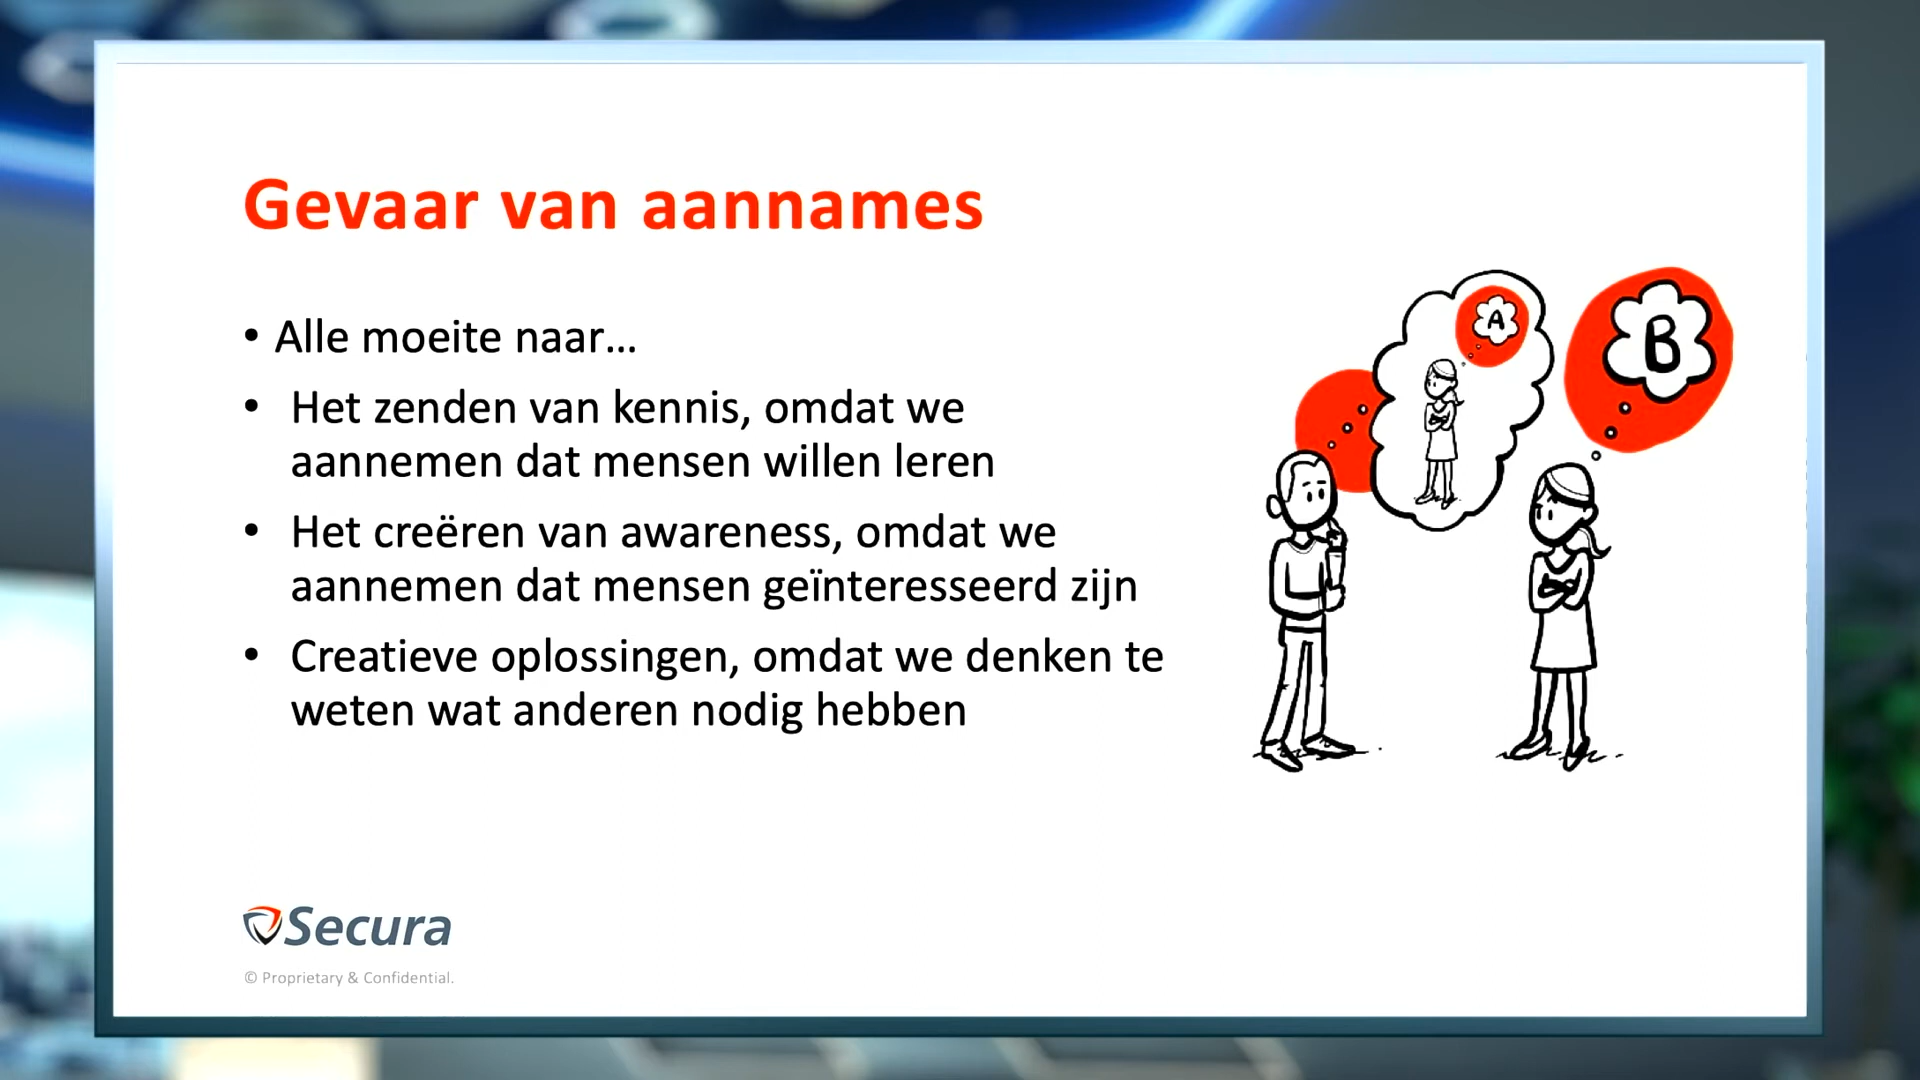 Gevaar van aannames
• Alle moeite naar...
• Het zenden van kennis, omdat we
aannemen dat mensen willen leren
• Het creëren van awareness, omdat we
aannemen dat mensen geïnteresseerd zijn
• Creatieve oplossingen, omdat we denken te
weten wat anderen nodig hebben
A
B
Secura
© Proprietary & Confidential.